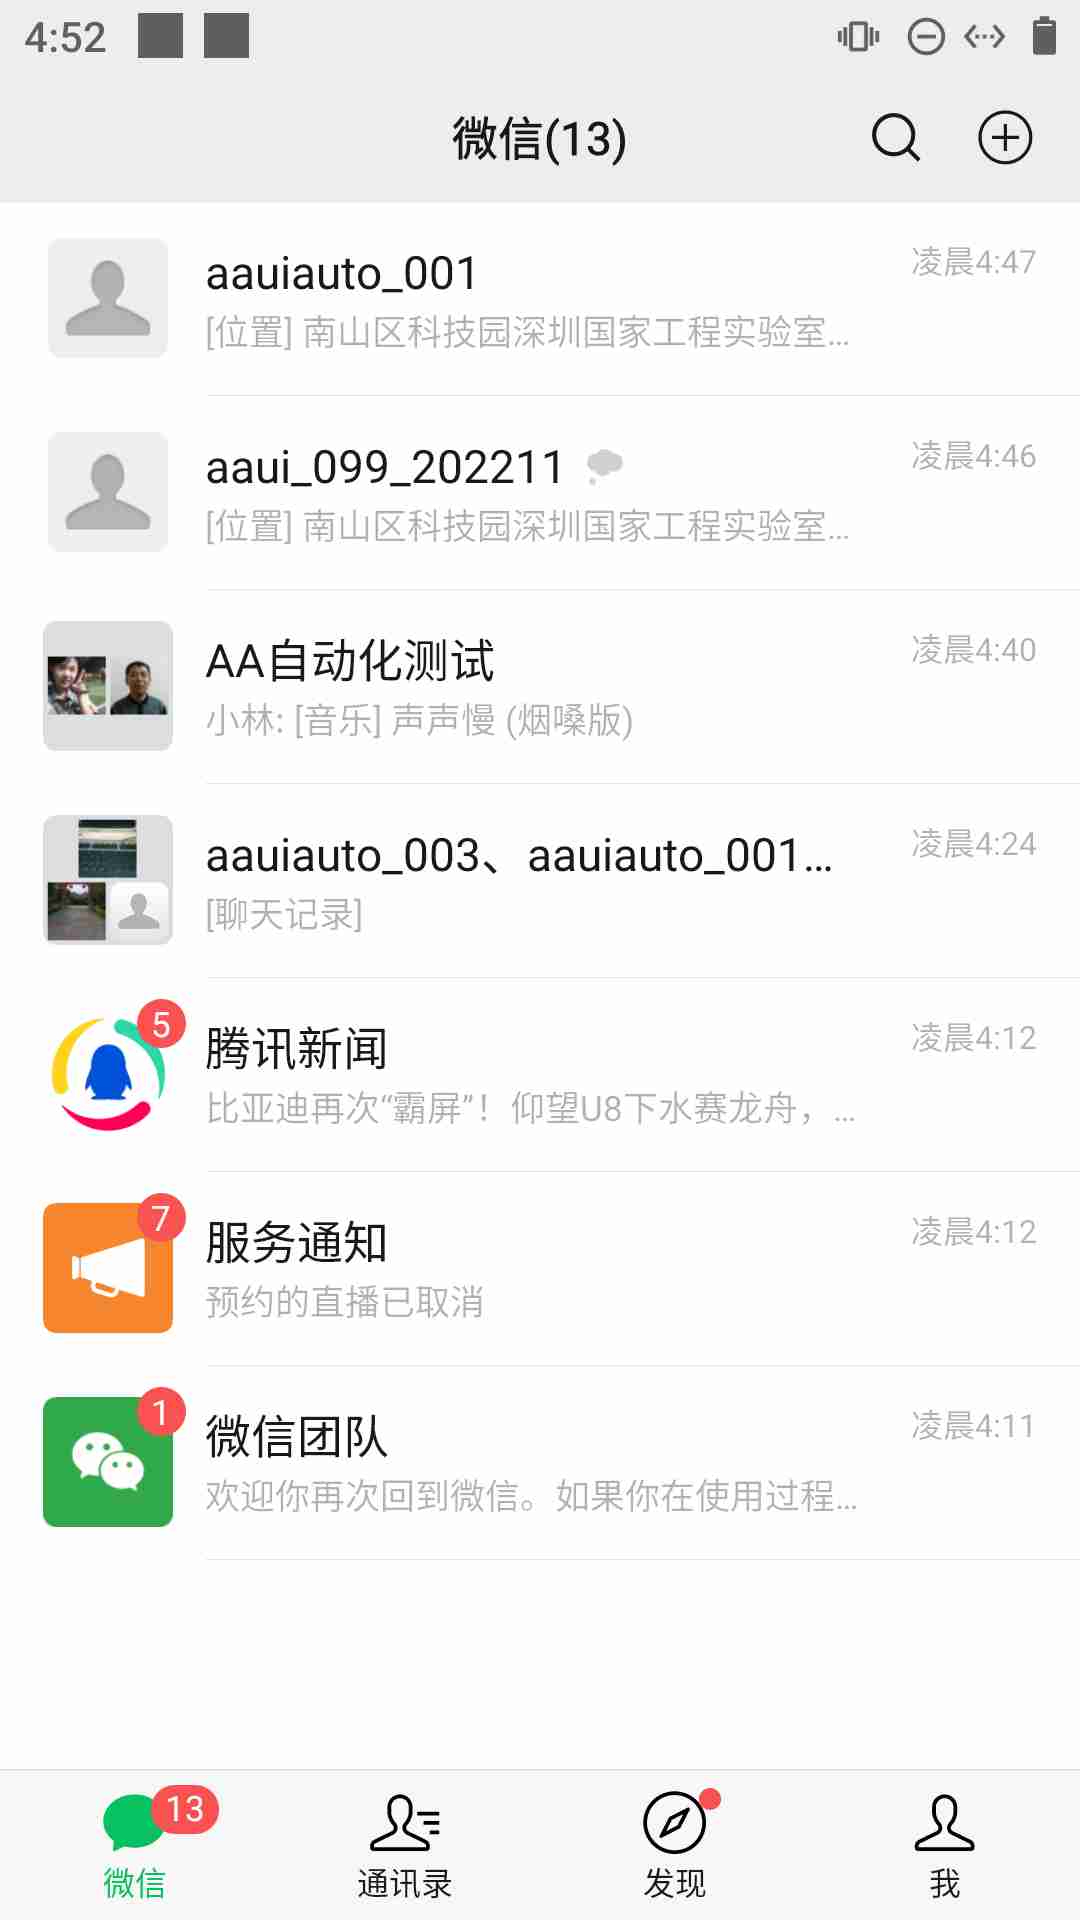 4:52
微信(13)
aauiauto_001
凌晨4:47
[位置] 南山区科技园深圳国家工程实验室...
aaui_099_202211
凌晨4:46
[位置] 南山区科技园深圳国家工程实验室...
AA自动化测试
凌晨4:40
小林: [音乐] 声声慢 (烟嗓版)
aauiauto_003、aauiauto_001...
凌晨4:24
[聊天记录]
5
腾讯新闻
凌晨4:12
比亚迪再次“霸屏”！仰望U8下水赛龙舟，...
7
服务通知
凌晨4:12
预约的直播已取消
1
微信团队
凌晨4:11
欢迎你再次回到微信。如果你在使用过程...
13
微信
通讯录
发现
我